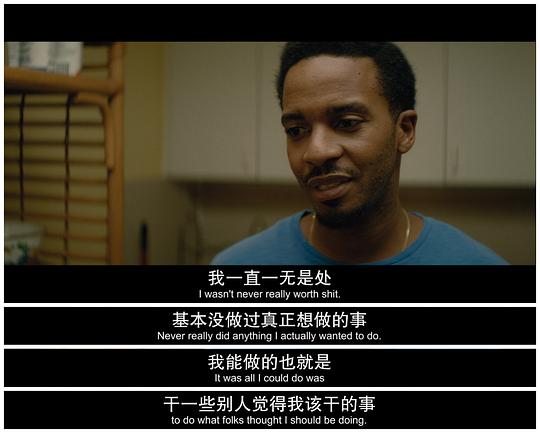 我一直一无是处
I wasn't never really worth shit.
基本没做过真正想做的事
Never really did anything I actually wanted to do.
我能做的也就是
It was all I could do was
干一些别人觉得我该干的事
to do what folks thought I should be doing.